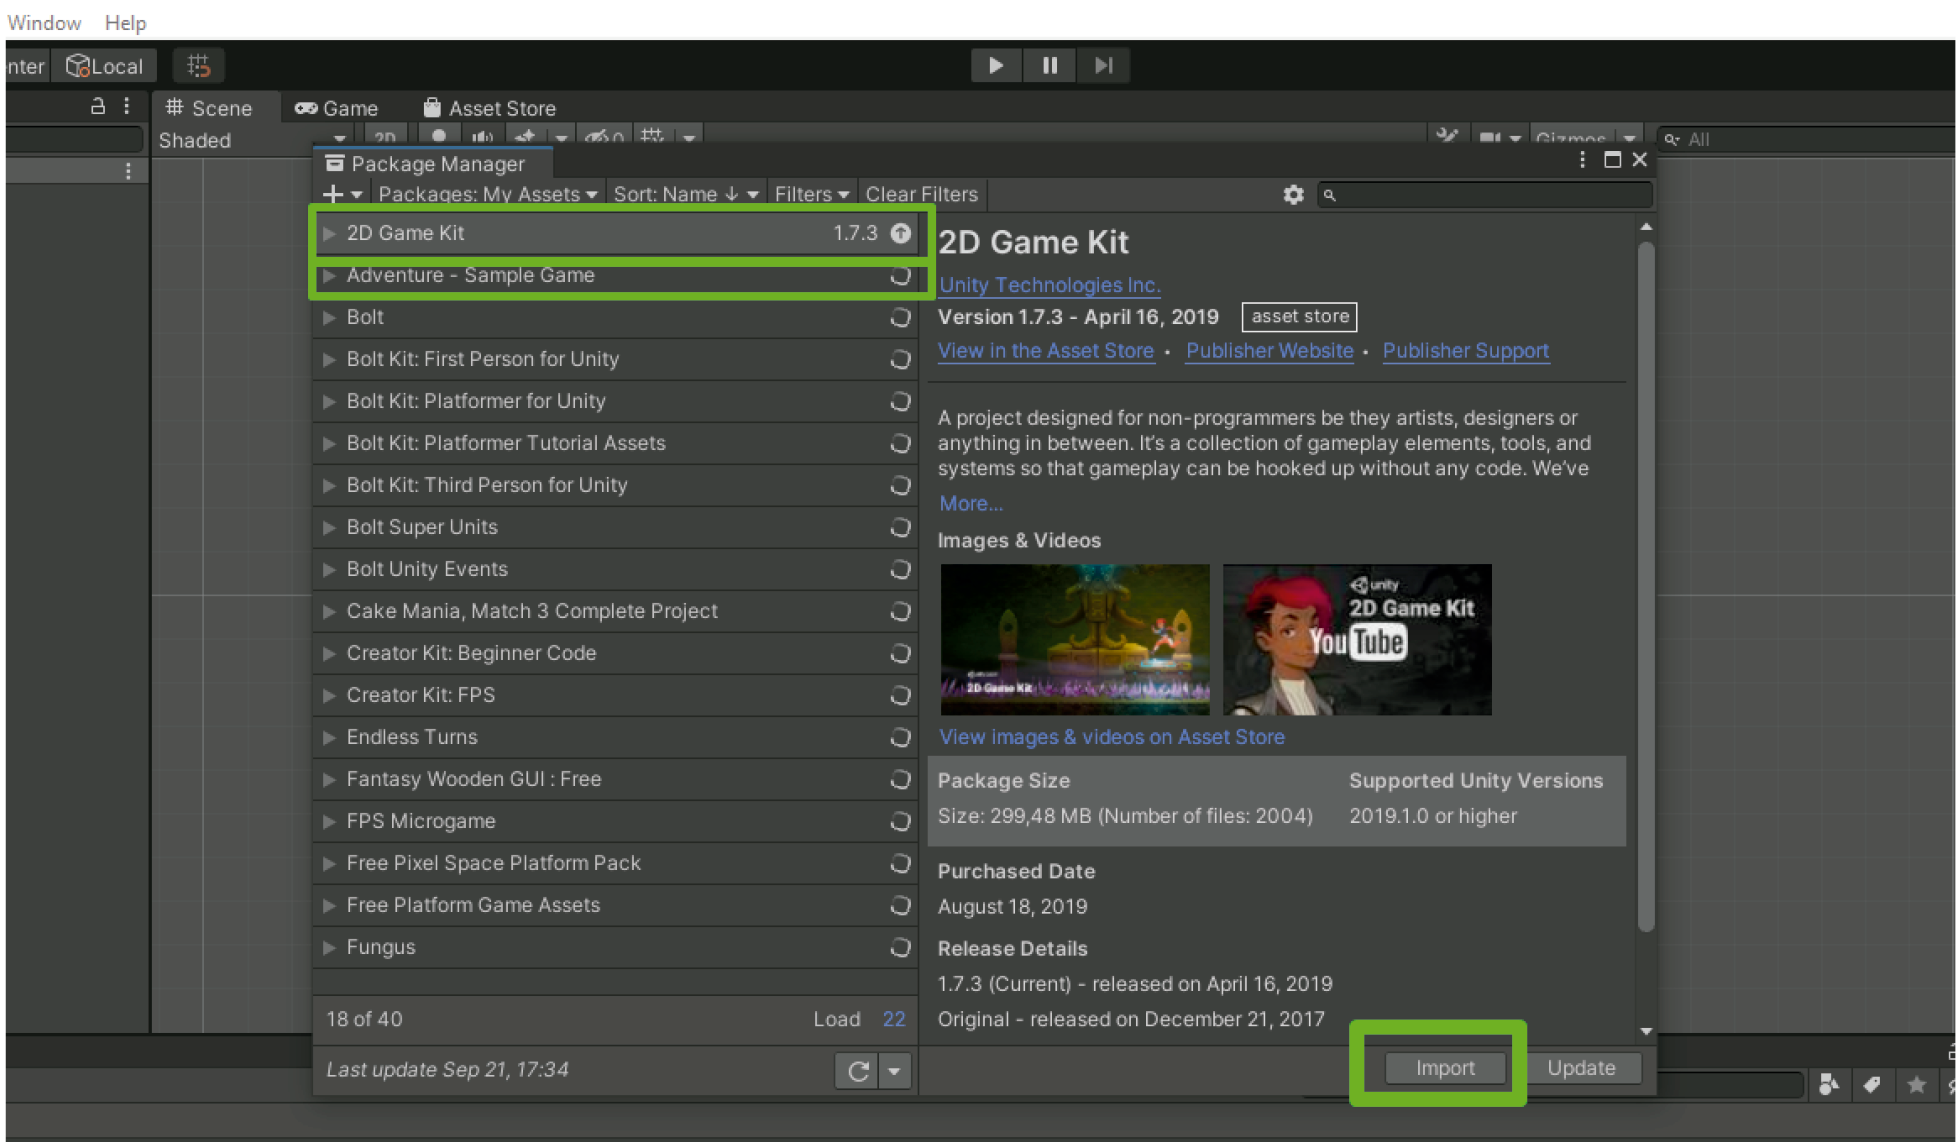 Window Help
nter Local
Scene Game Asset Store
Shaded 2D 0 Gizmos All
Package Manager
Packages: My Assets Sort: Name ↓ Filters Clear Filters
2D Game Kit 1.7.3
Adventure - Sample Game
Bolt
Bolt Kit: First Person for Unity
Bolt Kit: Platformer for Unity
Bolt Kit: Platformer Tutorial Assets
Bolt Kit: Third Person for Unity
Bolt Super Units
Bolt Unity Events
Cake Mania, Match 3 Complete Project
Creator Kit: Beginner Code
Creator Kit: FPS
Endless Turns
Fantasy Wooden GUI : Free
FPS Microgame
Free Pixel Space Platform Pack
Free Platform Game Assets
Fungus
18 of 40 Load 22
Last update Sep 21, 17:34
2D Game Kit
Unity Technologies Inc.
Version 1.7.3 - April 16, 2019 asset store
View in the Asset Store • Publisher Website • Publisher Support
A project designed for non-programmers be they artists, designers or
anything in between. It's a collection of gameplay elements, tools, and
systems so that gameplay can be hooked up without any code. We've
More...
Images & Videos
2D Game Kit
unity
2D Game Kit
YouTube
View images & videos on Asset Store
Package Size Supported Unity Versions
Size: 299,48 MB (Number of files: 2004) 2019.1.0 or higher
Purchased Date
August 18, 2019
Release Details
1.7.3 (Current) - released on April 16, 2019
Original - released on December 21, 2017
Import Update